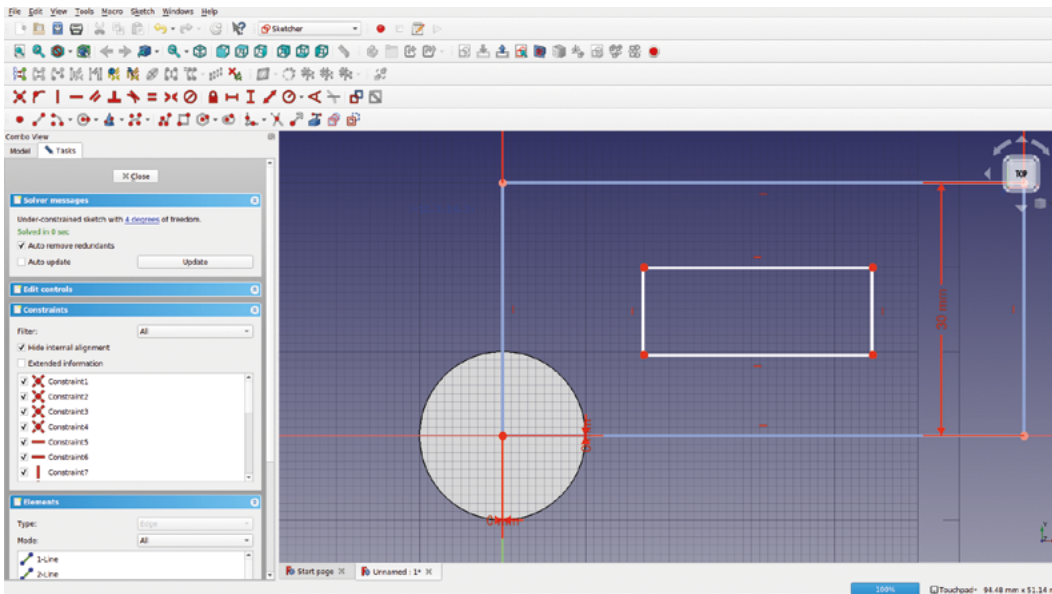 File Edit View Tools Macro Sketch Windows Help
Sketcher
Combo View
Model Tasks
Close
Solver messages
Under-constrained sketch with 4 degrees of freedom.
Solved in 0 sec
Auto remove redundants
Auto update Update
Edit controls
Constraints
Filter: All
Hide internal alignment
Extended information
Constraint1
Constraint2
Constraint3
Constraint4
Constraint5
Constraint6
Constraint7
Elements
Type: Edge
Mode: All
1-Line
2-Line
TOP
30 mm
Start page Unnamed : 1*
100% Touchpad 94.48 mm x 51.14